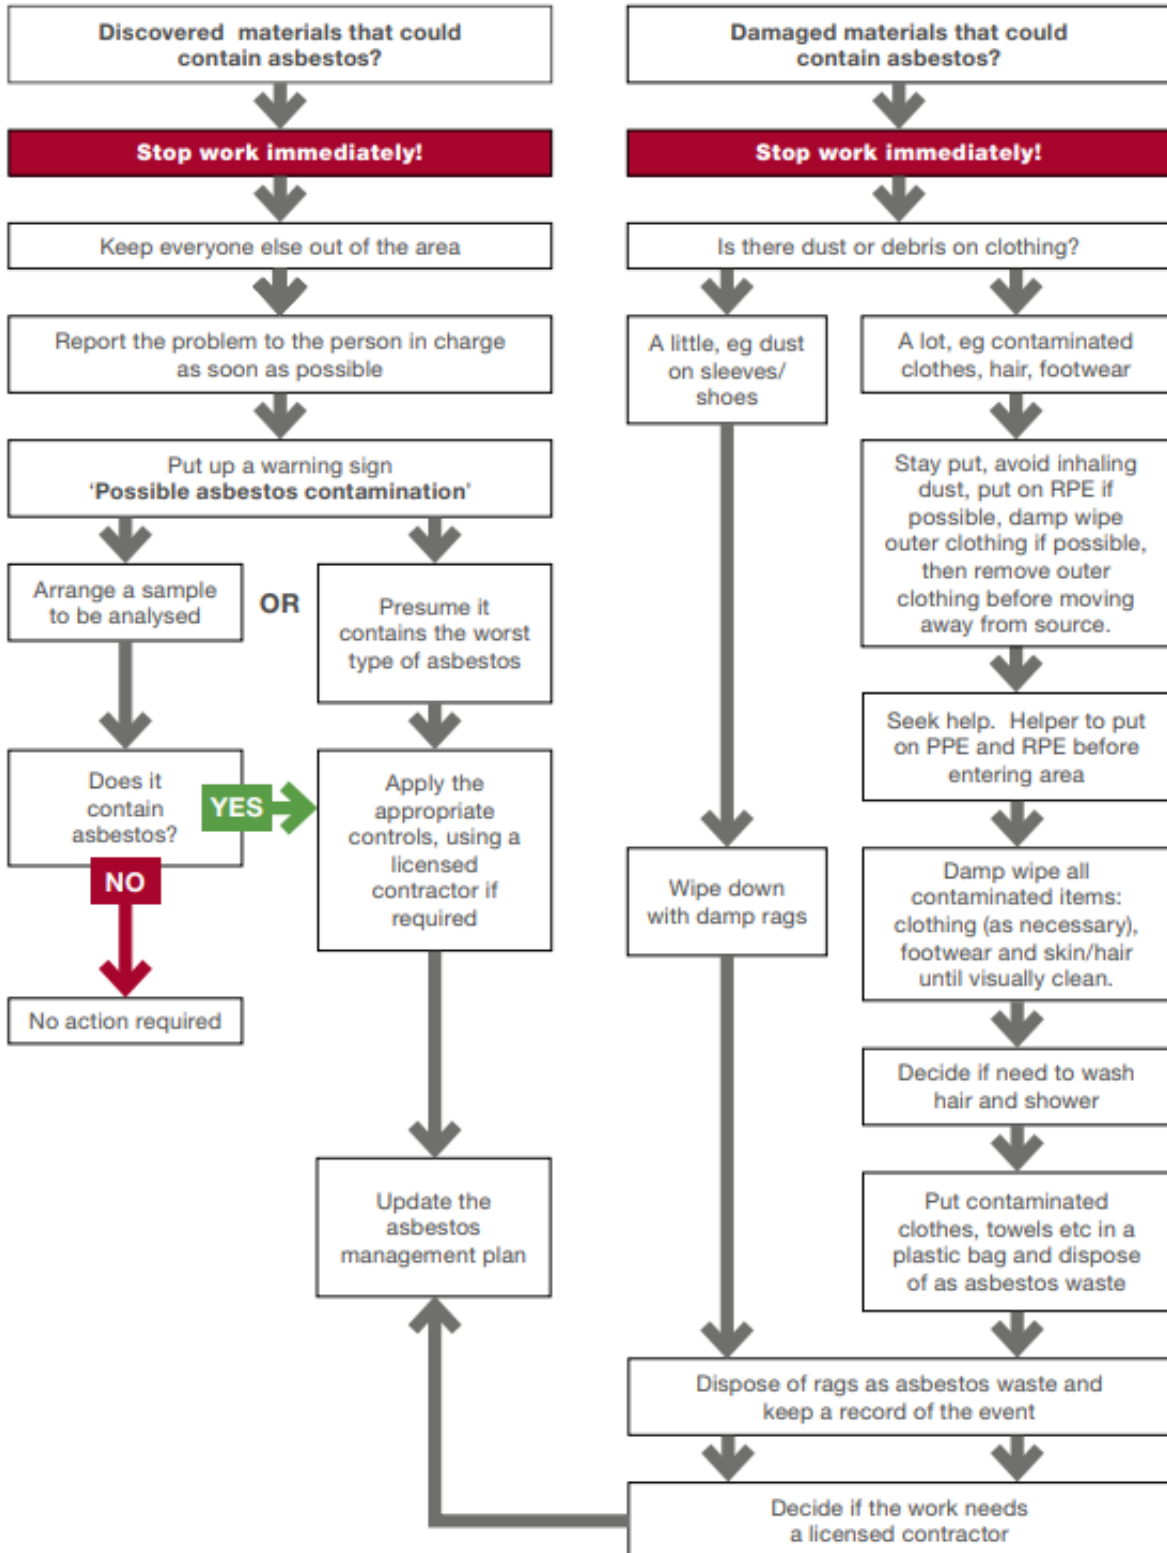 Discovered materials that could
contain asbestos?
Stop work immediately!
Keep everyone else out of the area
Report the problem to the person in charge
as soon as possible
Put up a warning sign
‘Possible asbestos contamination’
Arrange a sample
to be analysed
OR
Presume it
contains the worst
type of asbestos
Does it
contain
asbestos?
YES
NO
No action required
Apply the
appropriate
controls, using a
licensed
contractor if
required
Update the
asbestos
management plan
Damaged materials that could
contain asbestos?
Stop work immediately!
Is there dust or debris on clothing?
A little, eg dust
on sleeves/
shoes
Wipe down
with damp rags
A lot, eg contaminated
clothes, hair, footwear
Stay put, avoid inhaling
dust, put on RPE if
possible, damp wipe
outer clothing if possible,
then remove outer
clothing before moving
away from source.
Seek help. Helper to put
on PPE and RPE before
entering area
Damp wipe all
contaminated items:
clothing (as necessary),
footwear and skin/hair
until visually clean.
Decide if need to wash
hair and shower
Put contaminated
clothes, towels etc in a
plastic bag and dispose
of as asbestos waste
Dispose of rags as asbestos waste and
keep a record of the event
Decide if the work needs
a licensed contractor